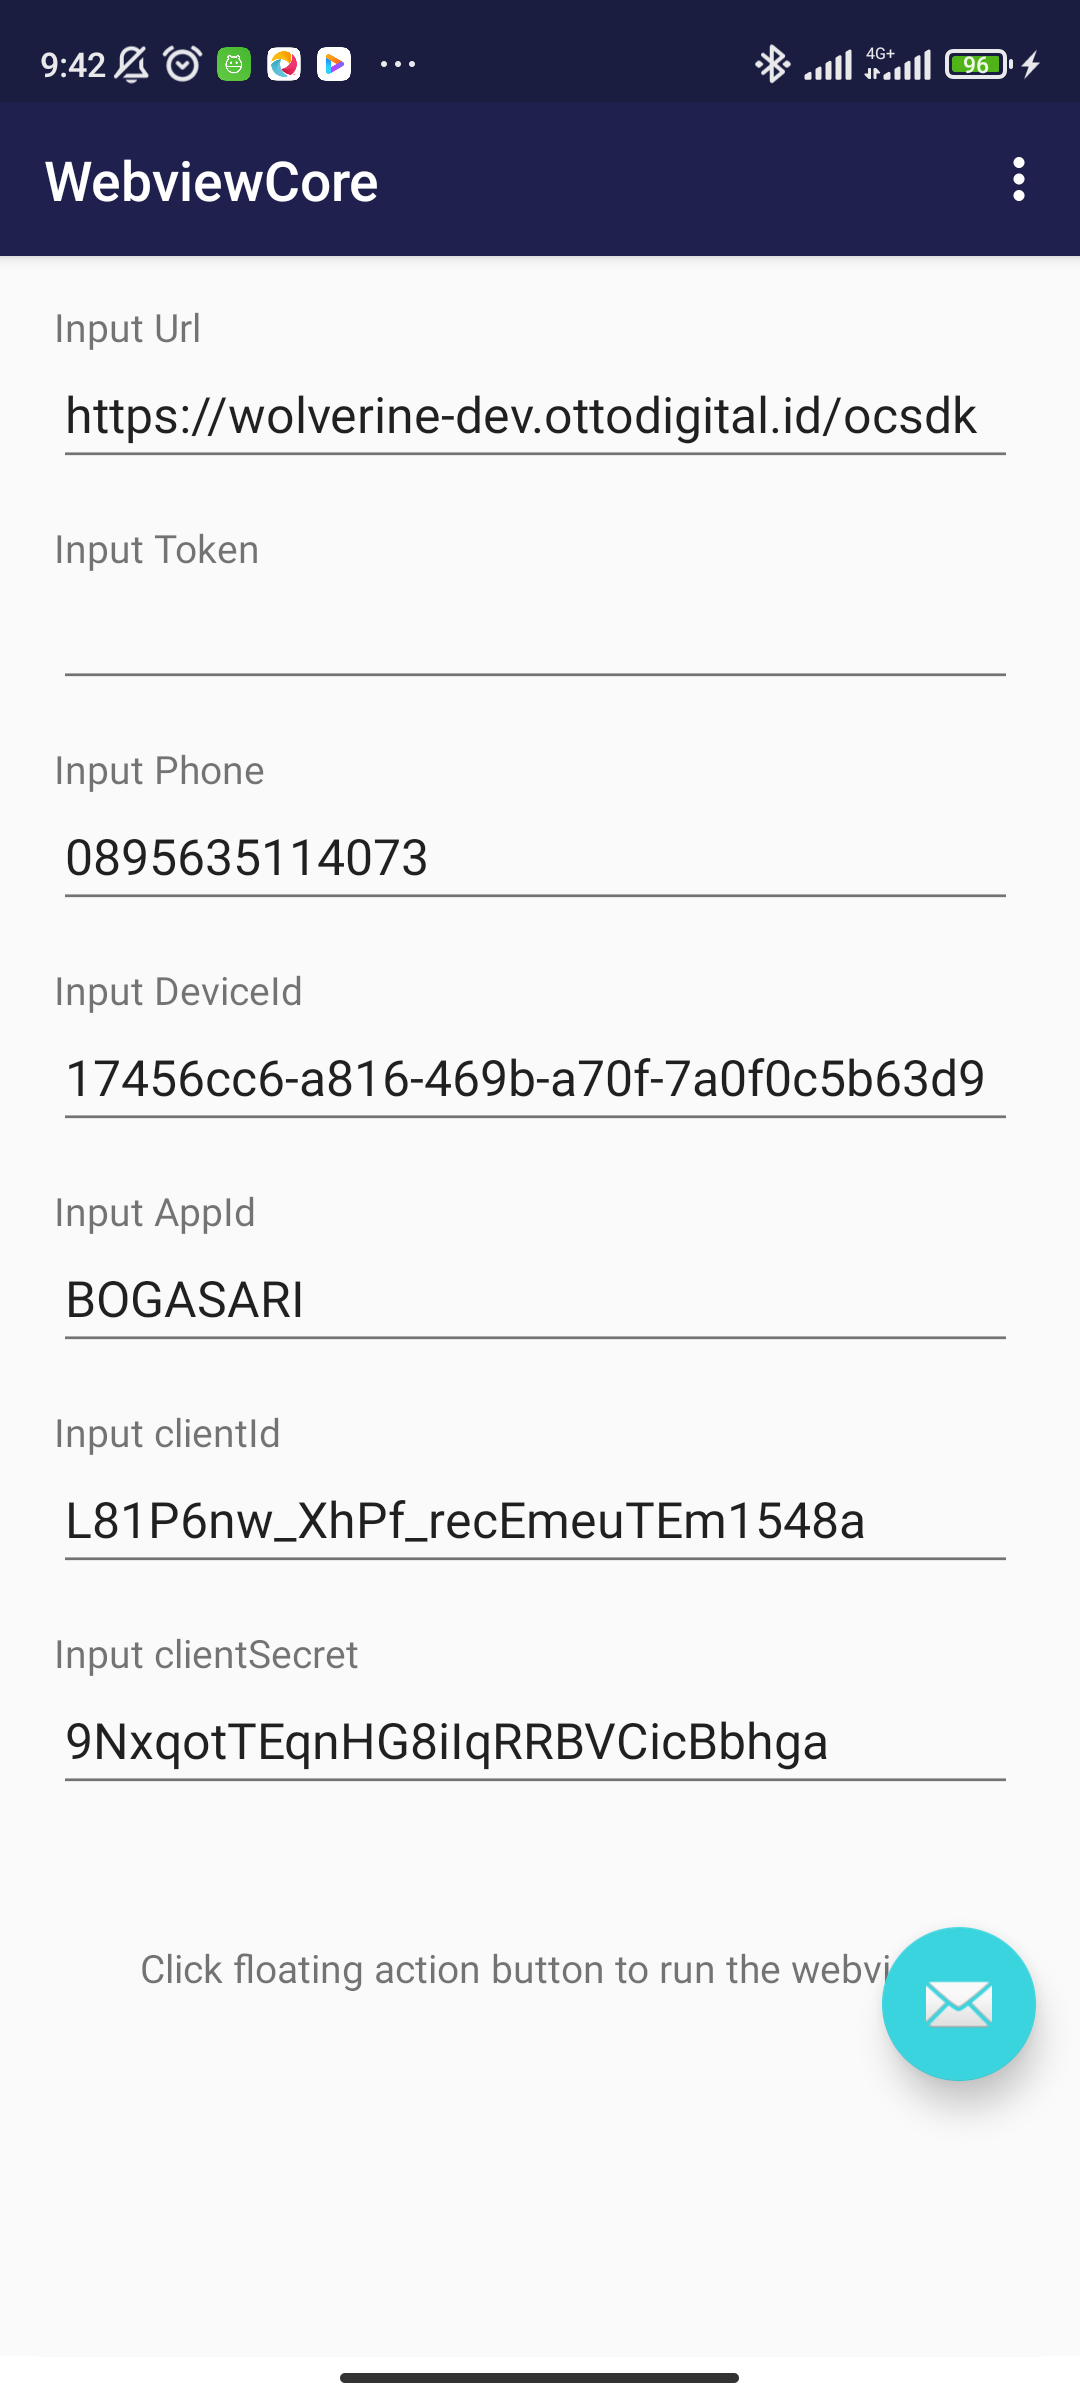 9:42
4G+
96
WebviewCore
Input Url
https://wolverine-dev.ottodigital.id/ocsdk
Input Token
Input Phone
0895635114073
Input DeviceId
17456cc6-a816-469b-a70f-7a0f0c5b63d9
Input AppId
BOGASARI
Input clientId
L81P6nw_XhPf_recEmeuTEm1548a
Input clientSecret
9NxqotTEqnHG8iIqRRBVCicBbhga
Click floating action button to run the webvi